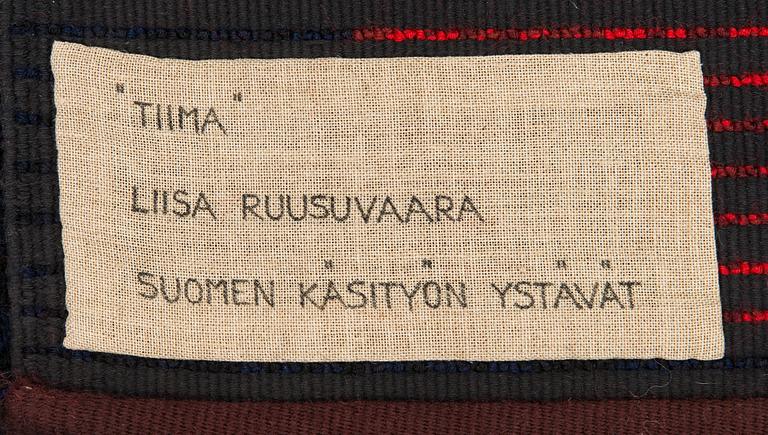 "TIIMA"
LIISA RUUSUVAARA
SUOMEN KÄSITYÖN YSTÄVÄT